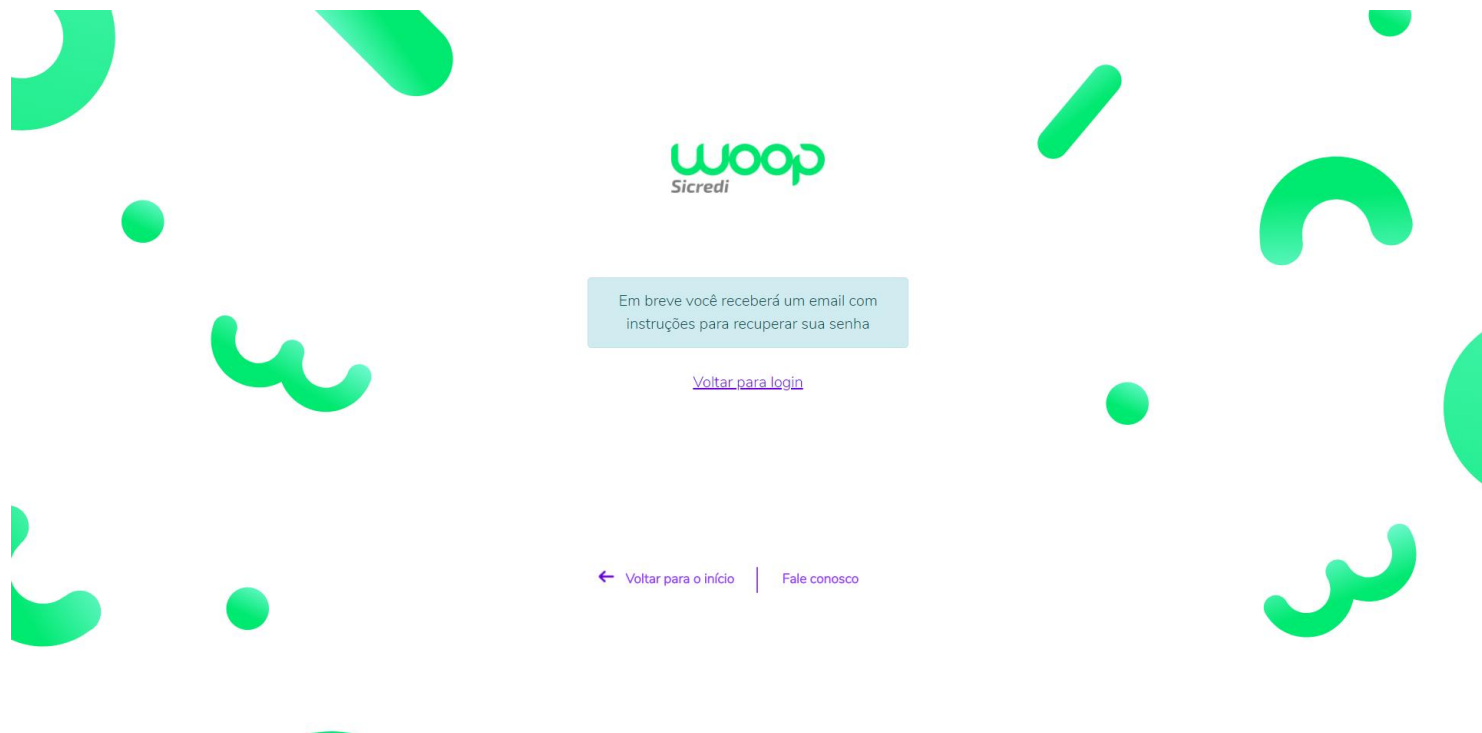 woop
Sicredi
Em breve você receberá um email com
instruções para recuperar sua senha
Voltar para login
Voltar para o início
Fale conosco